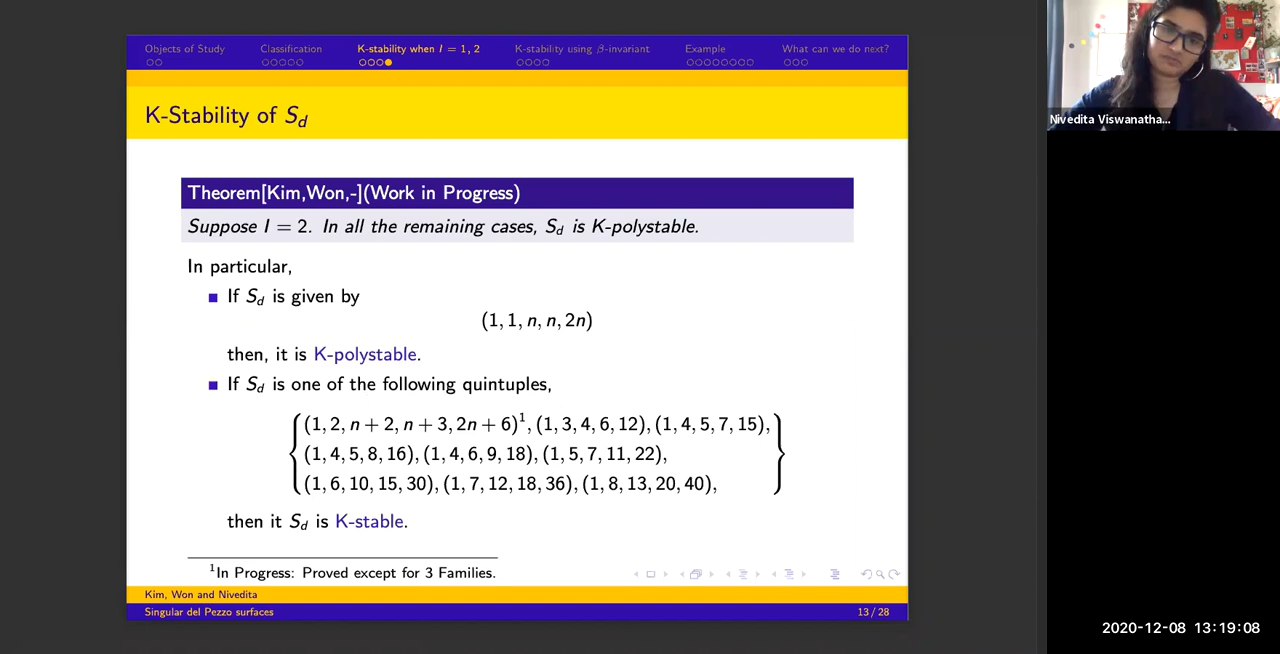 Objects of Study Classification K-stability when I = 1, 2 K-stability using β-invariant Example What can we do next?
K-Stability of S_d
Theorem[Kim,Won,-](Work in Progress)
Suppose I = 2. In all the remaining cases, S_d is K-polystable.
In particular,
If S_d is given by
(1, 1, n, n, 2n)
then, it is K-polystable.
If S_d is one of the following quintuples,
(1, 2, n + 2, n + 3, 2n + 6)¹, (1, 3, 4, 6, 12), (1, 4, 5, 7, 15),
(1, 4, 5, 8, 16), (1, 4, 6, 9, 18), (1, 5, 7, 11, 22),
(1, 6, 10, 15, 30), (1, 7, 12, 18, 36), (1, 8, 13, 20, 40),
then it S_d is K-stable.
¹In Progress: Proved except for 3 Families.
Kim, Won and Nivedita
Singular del Pezzo surfaces 13 / 28
Nivedita Viswanatha...
2020-12-08 13:19:08